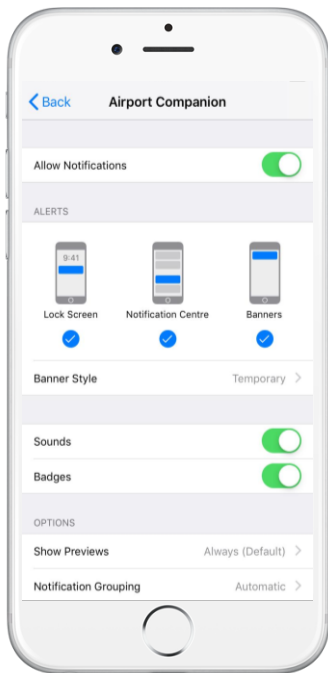 Back Airport Companion
Allow Notifications
ALERTS
9:41
Lock Screen Notification Centre Banners
Banner Style Temporary
Sounds
Badges
OPTIONS
Show Previews Always (Default)
Notification Grouping Automatic